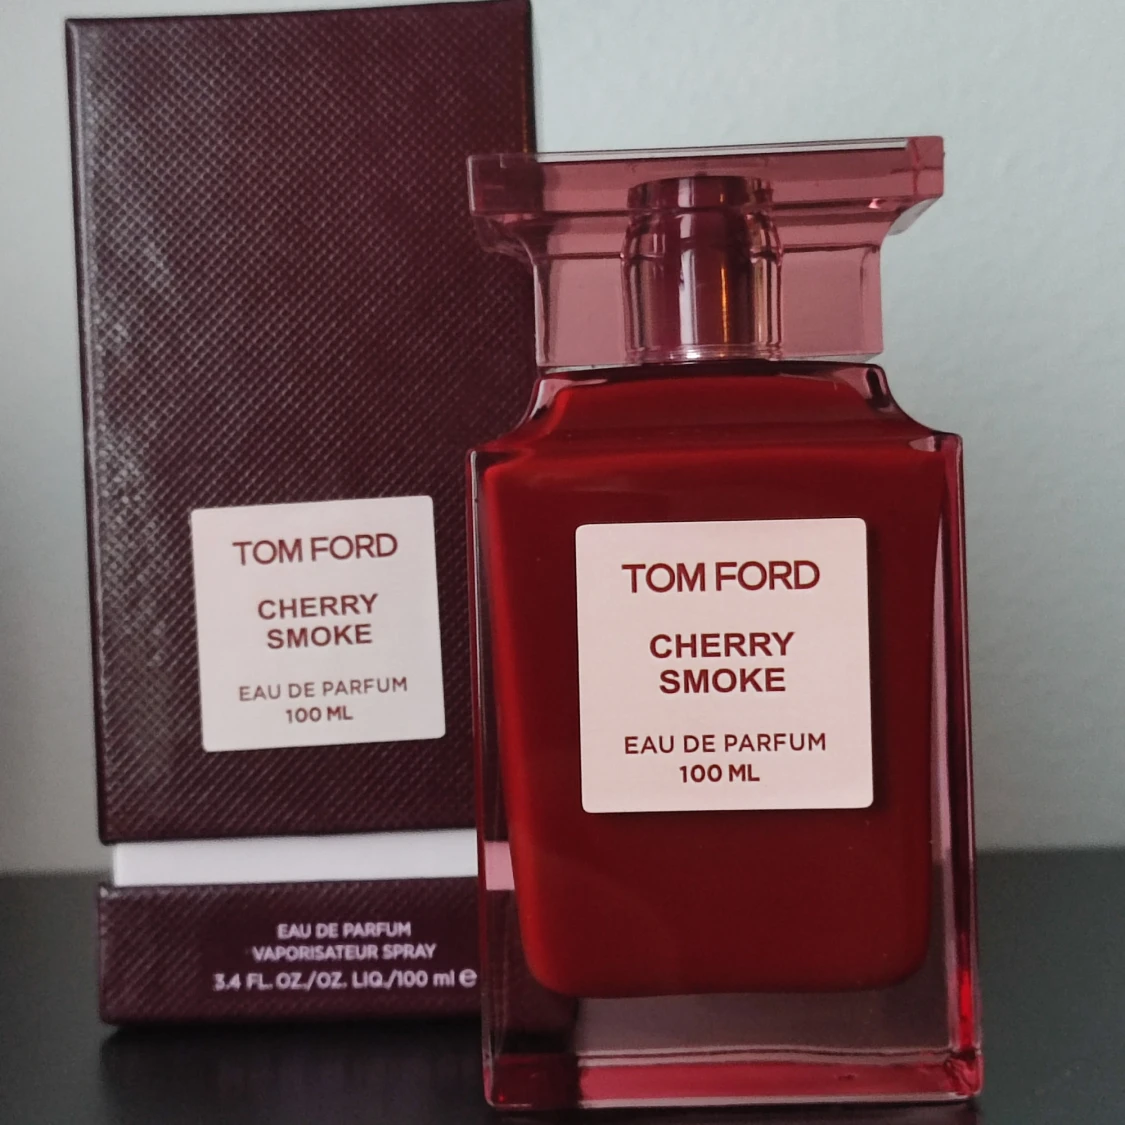 TOM FORD
CHERRY
SMOKE
EAU DE PARFUM
100 ML
EAU DE PARFUM
VAPORISATEUR SPRAY
3.4 FL. OZ./OZ. LIQ./100 ml ℮
TOM FORD
CHERRY
SMOKE
EAU DE PARFUM
100 ML